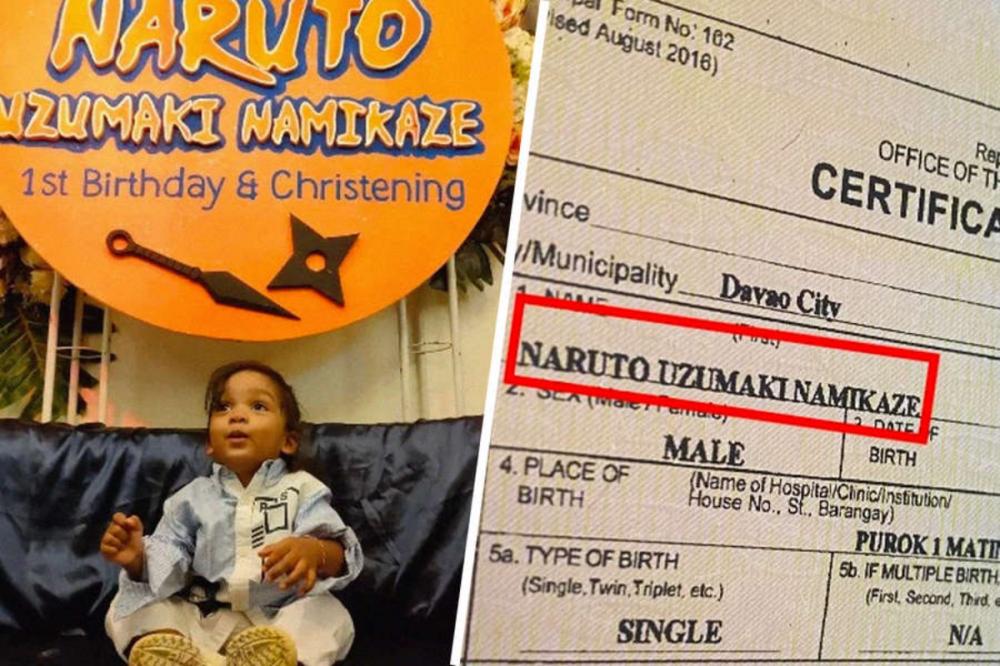 NARUTO
UZUMAKI NAMIKAZE
1st Birthday & Christening
Form No: 102
ised August 2016)
OFFICE OF
CERTIFICA
vince
/Municipality Davao City
1. NAME (First)
NARUTO UZUMAKI NAMIKAZE
2. SEX (Male / Female)
MALE
3. DATE OF
BIRTH
4. PLACE OF
BIRTH
(Name of Hospital/Clinic/Institution/
House No., St., Barangay)
PUROK 1 MATI
5a. TYPE OF BIRTH
(Single, Twin, Triplet, etc.)
SINGLE
5b. IF MULTIPLE BIRTH
(First, Second, Third,
N/A